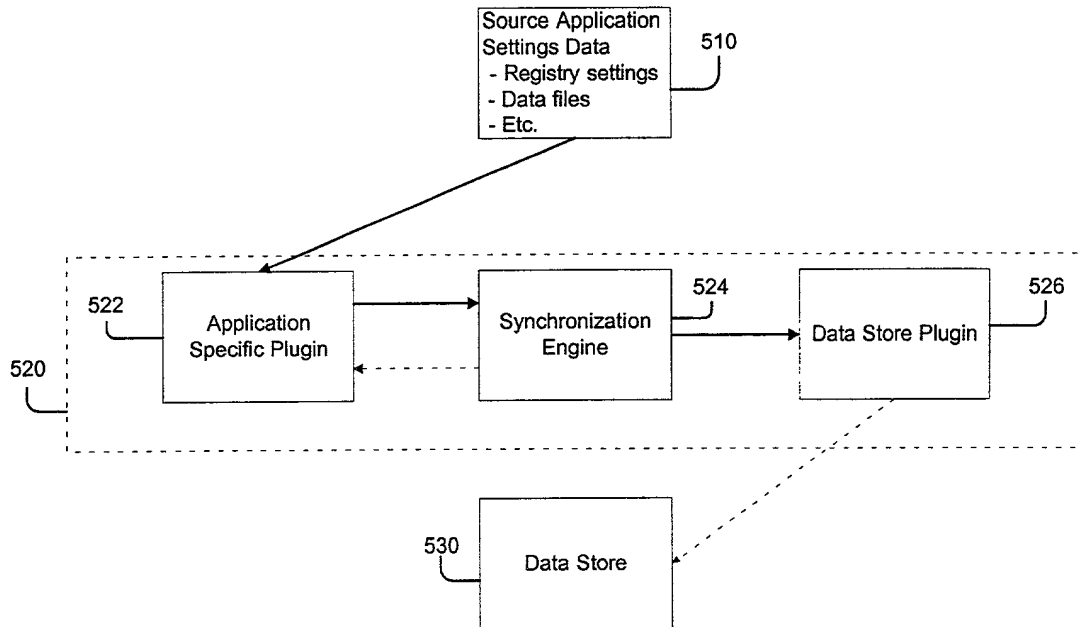 Source Application
Settings Data
- Registry settings
- Data files
- Etc.
510
522
Application
Specific Plugin
Synchronization
Engine
524
Data Store Plugin
526
520
530
Data Store